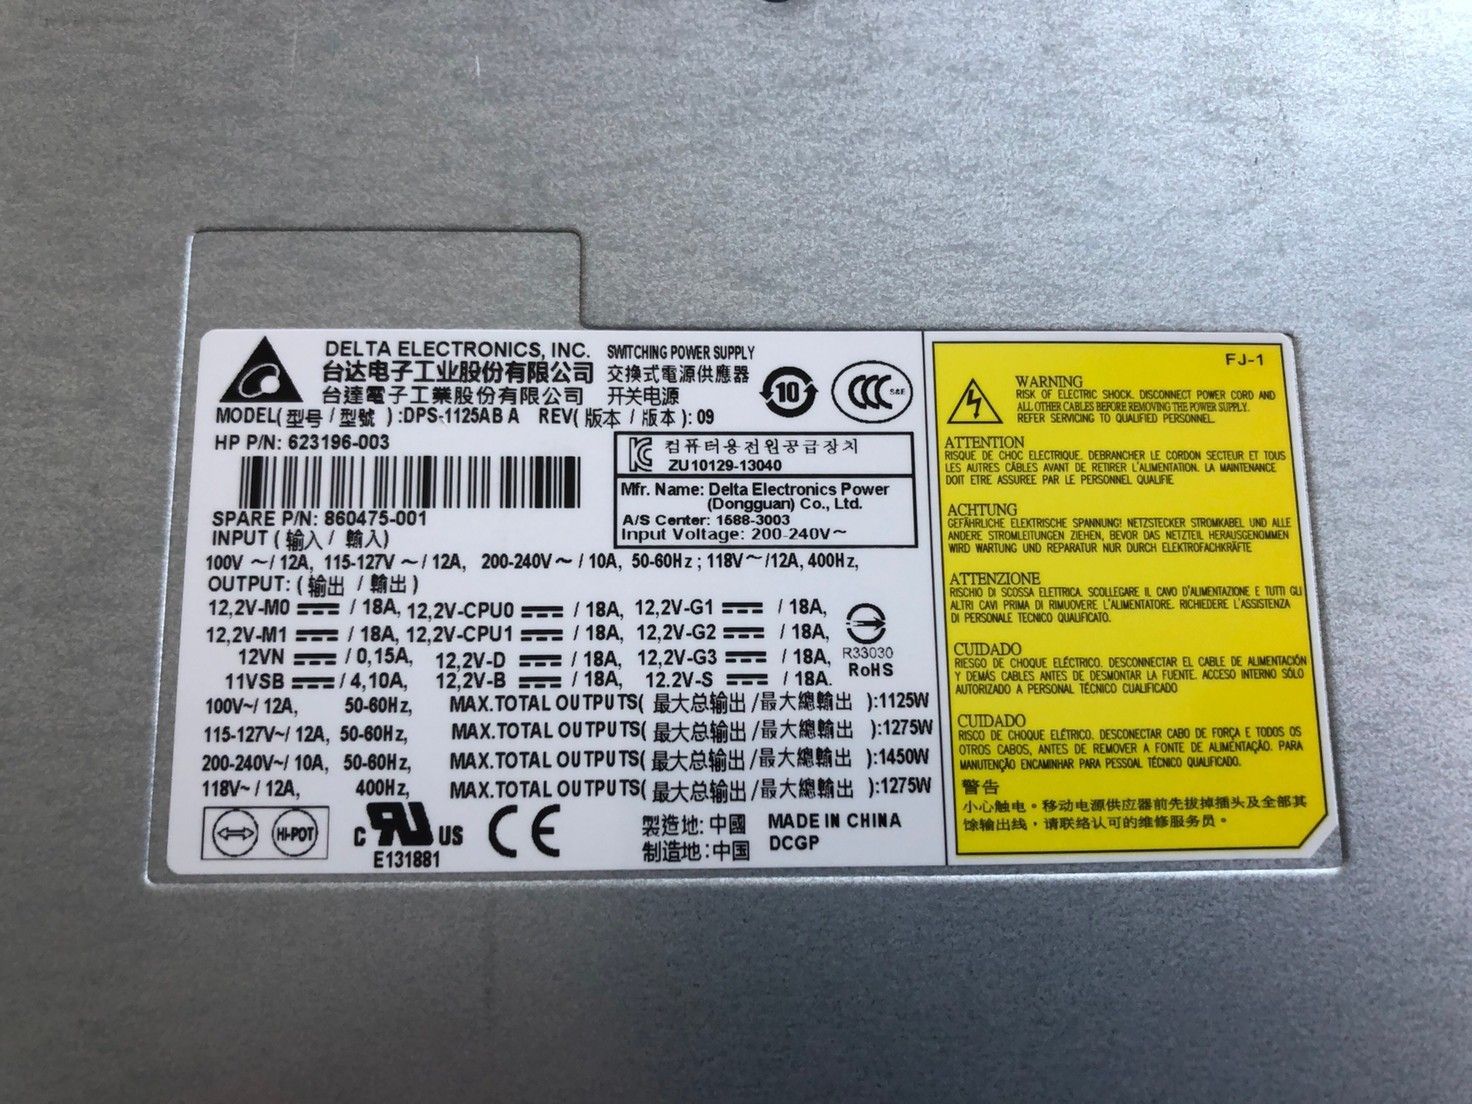 DELTA ELECTRONICS, INC. SWITCHING POWER SUPPLY
台达电子工业股份有限公司 交換式電源供應器
台達電子工業股份有限公司 开关电源
10
CCC S&E
MODEL(型号/型號):DPS-1125AB A REV(版本/版本):09
HP P/N: 623196-003
컴퓨터용전원공급장치
ZU10129-13040
Mfr. Name: Delta Electronics Power
(Dongguan) Co., Ltd.
A/S Center: 1588-3003
Input Voltage: 200-240V~
SPARE P/N: 860475-001
INPUT (输入/輸入)
100V ~/ 12A, 115-127V ~/ 12A, 200-240V ~ / 10A, 50-60Hz ; 118V ~/12A, 400Hz,
OUTPUT: (输出 / 輸出)
12,2V-M0 ⎓ / 18A, 12,2V-CPU0 ⎓ / 18A, 12,2V-G1 ⎓ / 18A,
12,2V-M1 ⎓ / 18A, 12,2V-CPU1 ⎓ / 18A, 12,2V-G2 ⎓ / 18A,
12VN ⎓ / 0,15A, 12,2V-D ⎓ / 18A, 12,2V-G3 ⎓ / 18A,
11VSB ⎓ / 4,10A, 12,2V-B ⎓ / 18A, 12.2V-S ⎓ / 18A.
R33030
RoHS
100V~/ 12A, 50-60Hz, MAX.TOTAL OUTPUTS(最大总输出/最大總輸出):1125W
115-127V~/ 12A, 50-60Hz, MAX.TOTAL OUTPUTS(最大总输出/最大總輸出):1275W
200-240V~/ 10A, 50-60Hz, MAX.TOTAL OUTPUTS(最大总输出/最大總輸出):1450W
118V~ / 12A, 400Hz, MAX.TOTAL OUTPUTS(最大总输出/最大總輸出):1275W
HI-POT
C RU US
E131881
CE
製造地: 中國 MADE IN CHINA
制造地: 中国 DCGP
FJ-1
WARNING
RISK OF ELECTRIC SHOCK. DISCONNECT POWER CORD AND
ALL OTHER CABLES BEFORE REMOVING THE POWER SUPPLY.
REFER SERVICING TO QUALIFIED PERSONNEL.
ATTENTION
RISQUE DE CHOC ELECTRIQUE. DEBRANCHER LE CORDON SECTEUR ET TOUS
LES AUTRES CÂBLES AVANT DE RETIRER L'ALIMENTATION. LA MAINTENANCE
DOIT ETRE ASSUREE PAR LE PERSONNEL QUALIFIE
ACHTUNG
GEFÄHRLICHE ELEKTRISCHE SPANNUNG! NETZSTECKER STROMKABEL UND ALLE
ANDERE STROMLEITUNGEN ZIEHEN, BEVOR DAS NETZTEIL HERAUSGENOMMEN
WIRD WARTUNG UND REPARATUR NUR DURCH ELEKTROFACHKRÄFTE
ATTENZIONE
RISCHIO DI SCOSSA ELETTRICA. SCOLLEGARE IL CAVO D'ALIMENTAZIONE E TUTTI GLI
ALTRI CAVI PRIMA DI RIMUOVERE L'ALIMENTATORE. RICHIEDERE L'ASSISTENZA
DI PERSONALE TECNICO QUALIFICATO.
CUIDADO
RIESGO DE CHOQUE ELÉCTRICO. DESCONNECTAR EL CABLE DE ALIMENTACIÓN
Y DEMÁS CABLES ANTES DE DESMONTAR LA FUENTE. ACCESO INTERNO SÓLO
AUTORIZADO A PERSONAL TÉCNICO CUALIFICADO
CUIDADO
RISCO DE CHOQUE ELÉTRICO. DESCONECTAR CABO DE FORÇA E TODOS OS
OTROS CABOS, ANTES DE REMOVER A FONTE DE ALIMENTAÇÃO. PARA
MANUTENÇÃO ENCAMINHAR PARA PESSOAL TÉCNICO QUALIFICADO.
警告
小心触电。移动电源供应器前先拔掉插头及全部其
馀输出线，请联络认可的维修服务员。